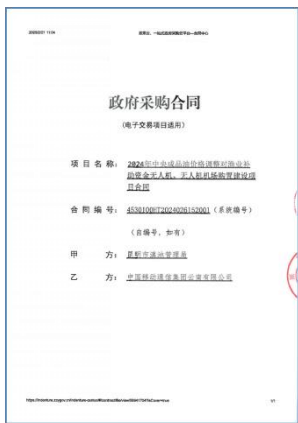 政府采购合同
(电子交易项目适用)
项 目 名 称: 2024年中央成品油价格调整对渔业补
助资金无人机、无人机机场购置建设项
目合同
合 同 编 号: (系统编号)
(自编号,如有)
甲 方: 昆明市滇池管理局
乙 方: 中国移动通信集团云南有限公司
1/1